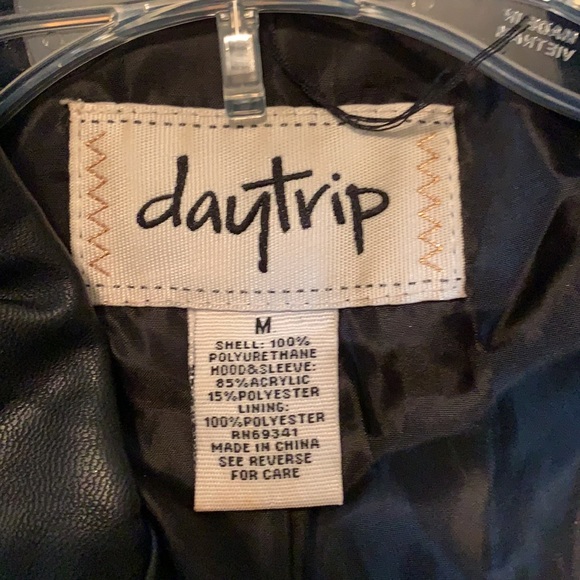 daytrip
M
SHELL: 100%
POLYURETHANE
HOOD&SLEEVE:
85%ACRYLIC
15%POLYESTER
LINING:
100%POLYESTER
RN69341
MADE IN CHINA
SEE REVERSE
FOR CARE